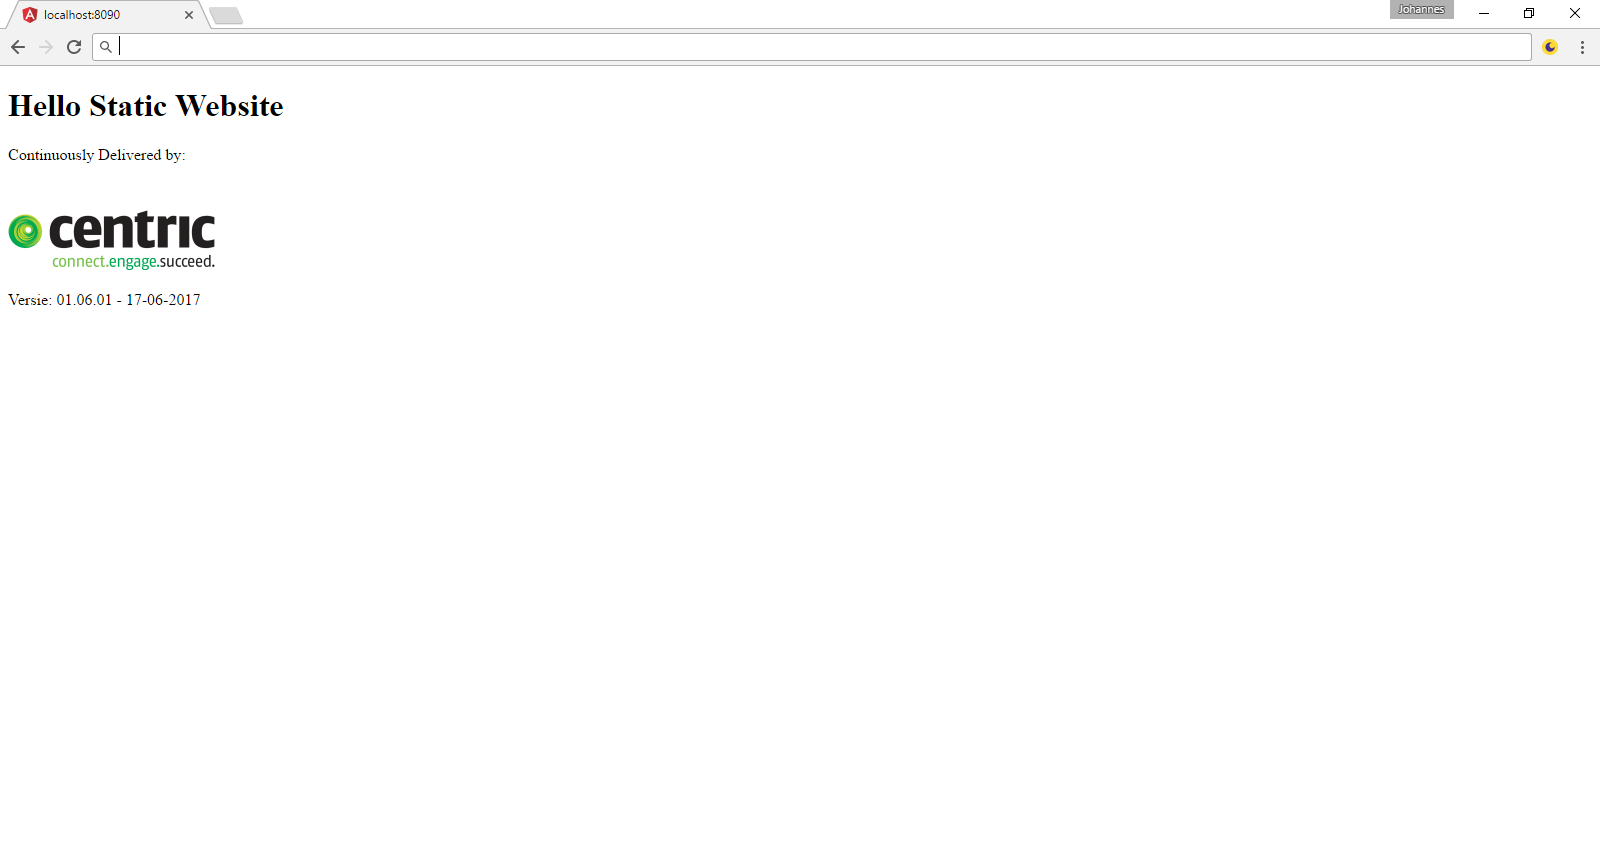 localhost:8090
Johannes
Hello Static Website
Continuously Delivered by:
centric
connect.engage.succeed.
Versie: 01.06.01 - 17-06-2017